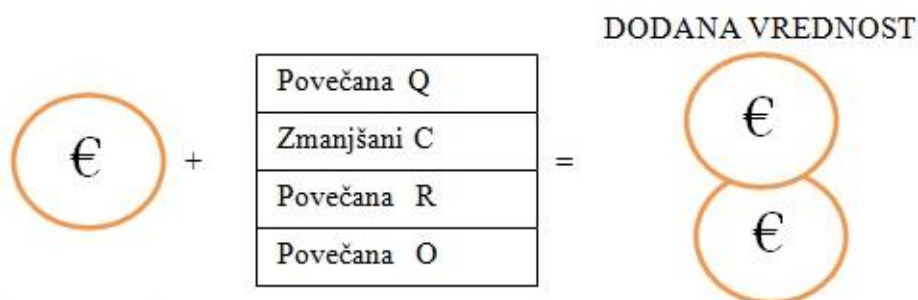 DODANA VREDNOST
€
+
Povečana Q
Zmanjšani C
Povečana R
Povečana O
=
€
€